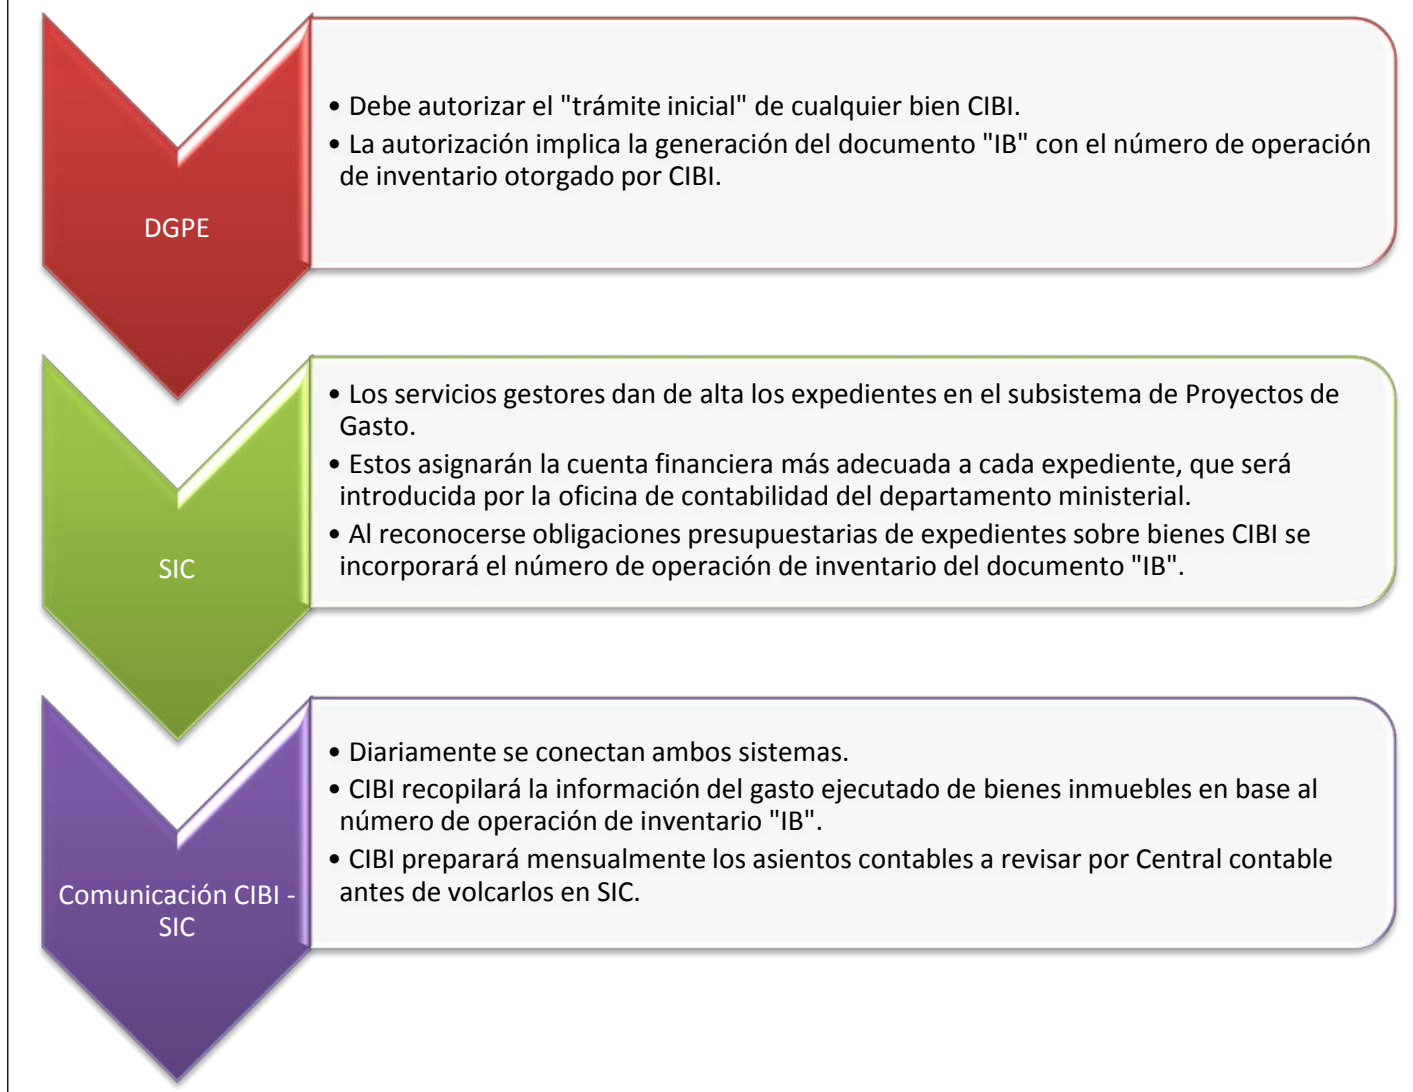 DGPE
• Debe autorizar el "trámite inicial" de cualquier bien CIBI.
• La autorización implica la generación del documento "IB" con el número de operación
de inventario otorgado por CIBI.
SIC
• Los servicios gestores dan de alta los expedientes en el subsistema de Proyectos de
Gasto.
• Estos asignarán la cuenta financiera más adecuada a cada expediente, que será
introducida por la oficina de contabilidad del departamento ministerial.
• Al reconocerse obligaciones presupuestarias de expedientes sobre bienes CIBI se
incorporará el número de operación de inventario del documento "IB".
Comunicación CIBI -
SIC
• Diariamente se conectan ambos sistemas.
• CIBI recopilará la información del gasto ejecutado de bienes inmuebles en base al
número de operación de inventario "IB".
• CIBI preparará mensualmente los asientos contables a revisar por Central contable
antes de volcarlos en SIC.